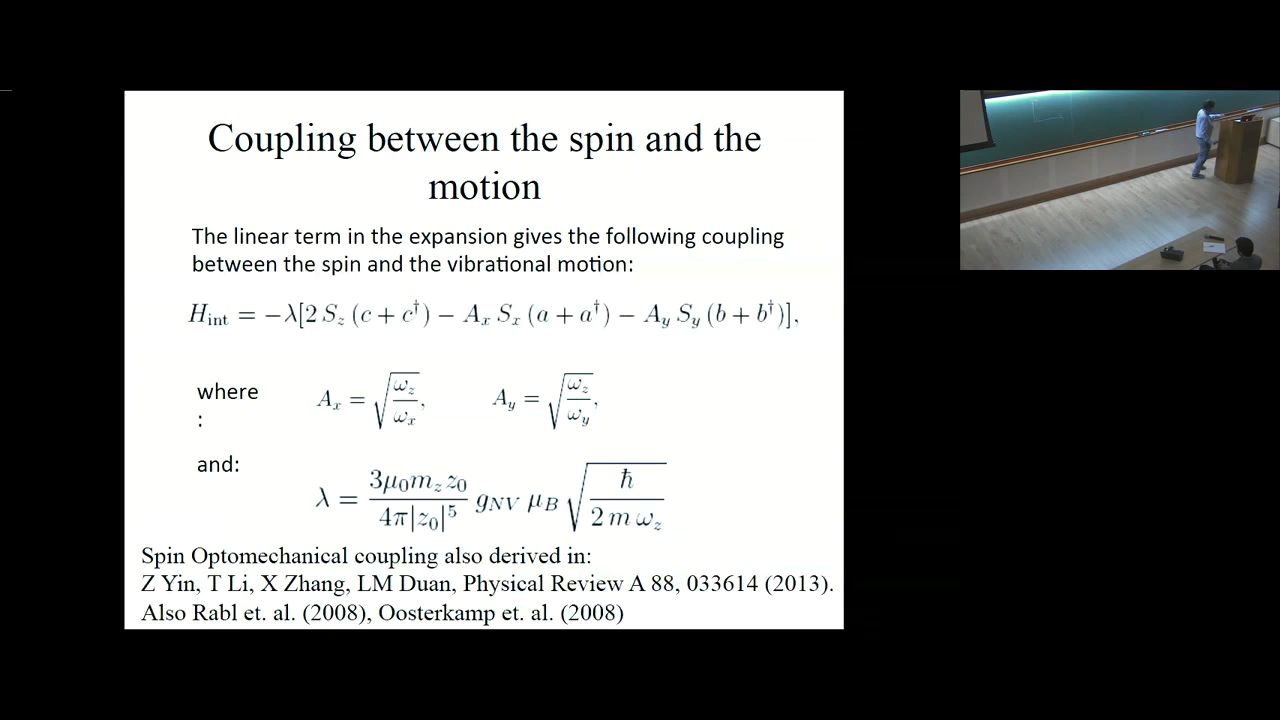 Coupling between the spin and the
motion
The linear term in the expansion gives the following coupling
between the spin and the vibrational motion:
H_int = −λ[2 S_z (c + c†) − A_x S_x (a + a†) − A_y S_y (b + b†)],
where
:
A_x = √(ω_z/ω_x), A_y = √(ω_z/ω_y),
and:
λ = (3μ₀m_z z₀)/(4π|z₀|⁵) g_NV μ_B √(ħ/(2 m ω_z))
Spin Optomechanical coupling also derived in:
Z Yin, T Li, X Zhang, LM Duan, Physical Review A 88, 033614 (2013).
Also Rabl et. al. (2008), Oosterkamp et. al. (2008)